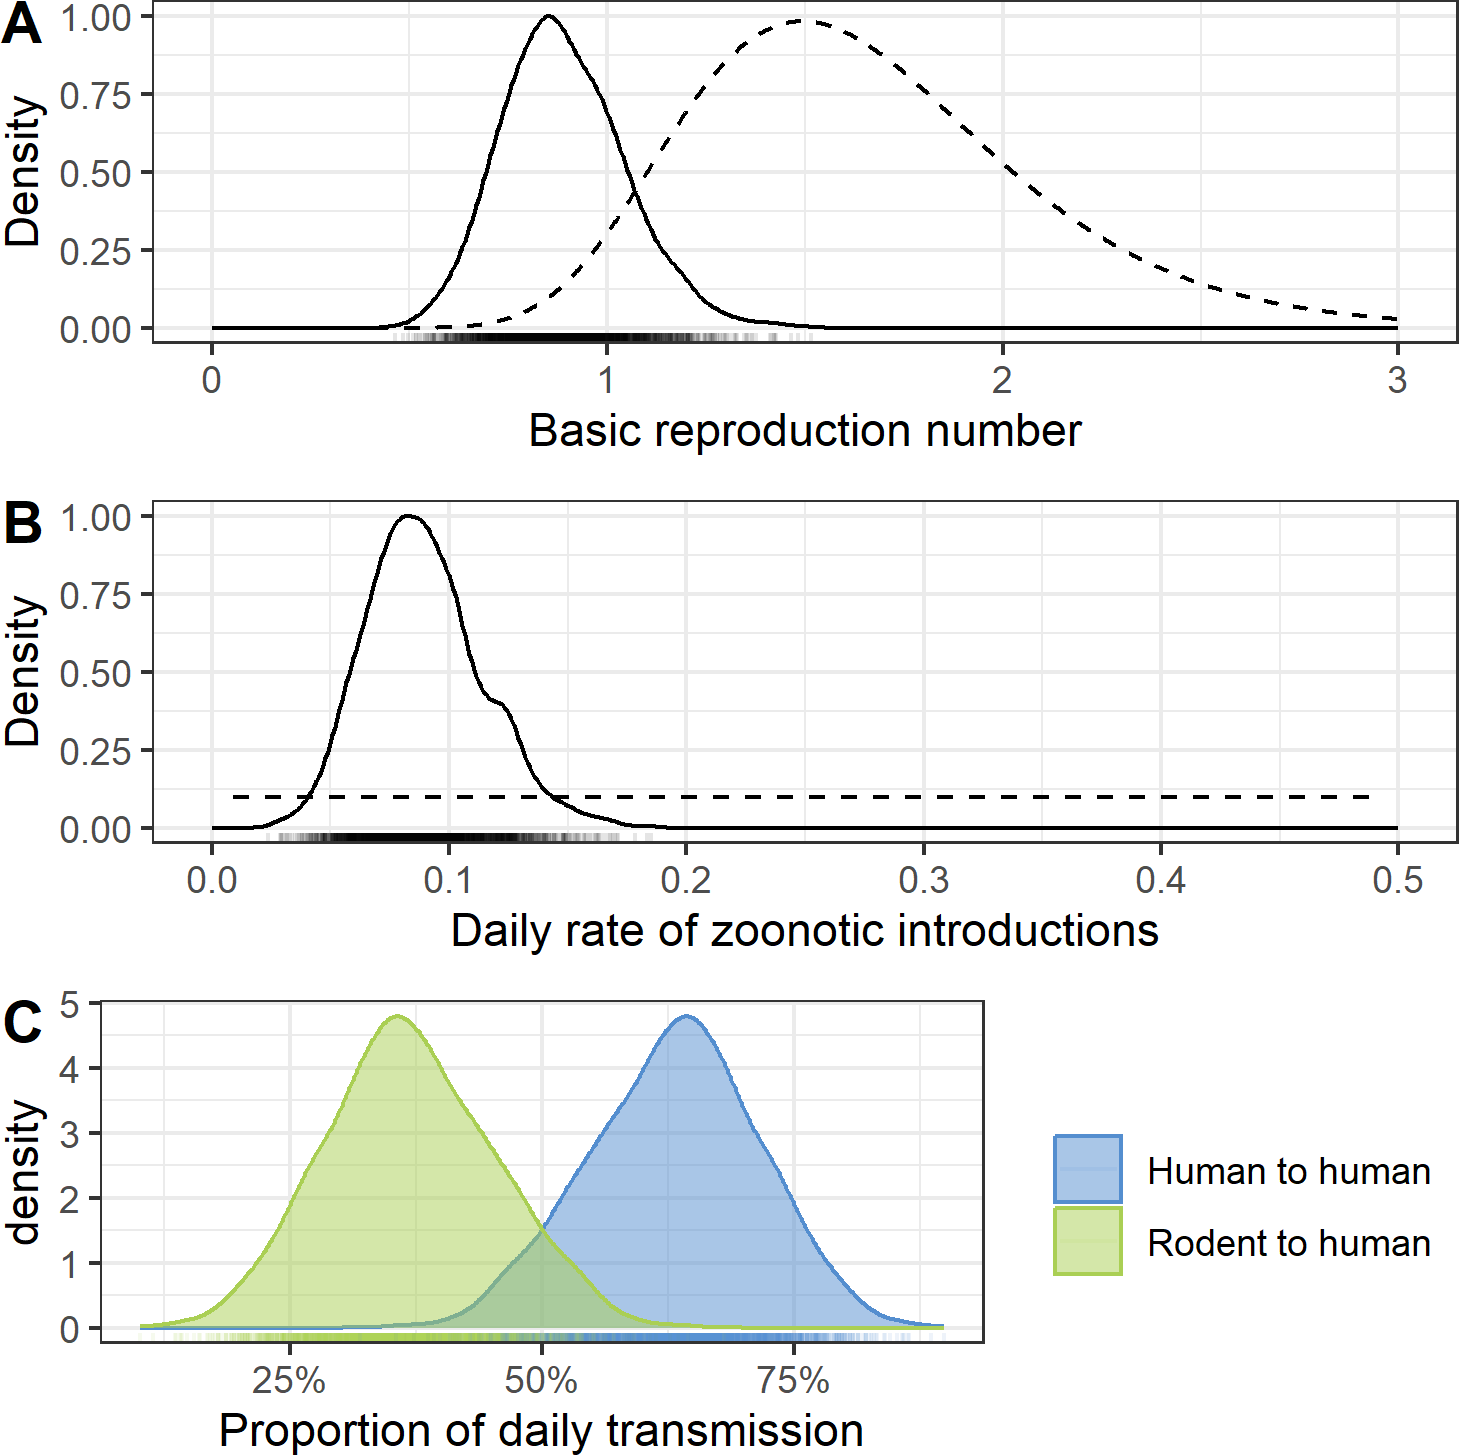 A
Density
1.00
0.75
0.50
0.25
0.00
0 1 2 3
Basic reproduction number
B
Density
1.00
0.75
0.50
0.25
0.00
0.0 0.1 0.2 0.3 0.4 0.5
Daily rate of zoonotic introductions
C
density
5
4
3
2
1
0
25% 50% 75%
Proportion of daily transmission
Human to human
Rodent to human